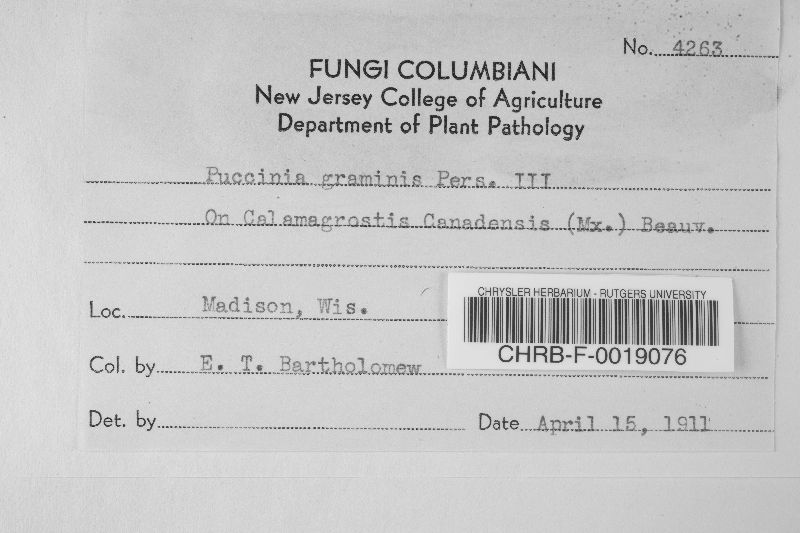 No. 4263
FUNGI COLUMBIANI
New Jersey College of Agriculture
Department of Plant Pathology
Puccinia graminis Pers. III
On Calamagrostis Canadensis (Mx.) Beauv.
Loc. Madison, Wis.
CHRYSLER HERBARIUM - RUTGERS UNIVERSITY
CHRB-F-0019076
Col. by E. T. Bartholomew
Det. by
Date April 15, 1911